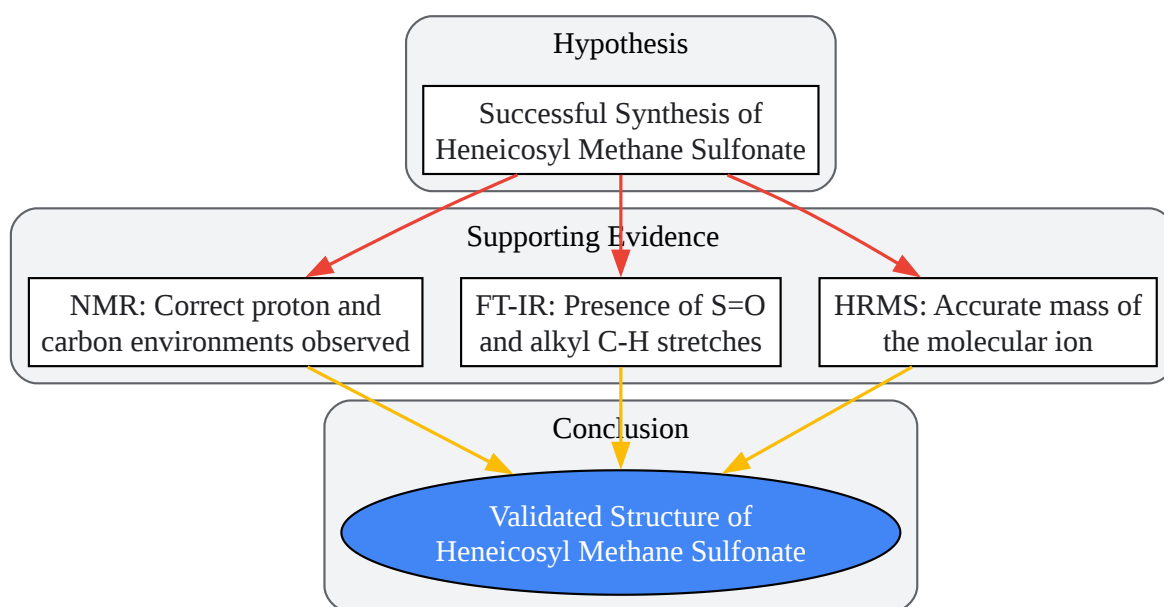 Hypothesis
Successful Synthesis of
Heneicosyl Methane Sulfonate
Supporting Evidence
NMR: Correct proton and
carbon environments observed
FT-IR: Presence of S=O
and alkyl C-H stretches
HRMS: Accurate mass of
the molecular ion
Conclusion
Validated Structure of
Heneicosyl Methane Sulfonate